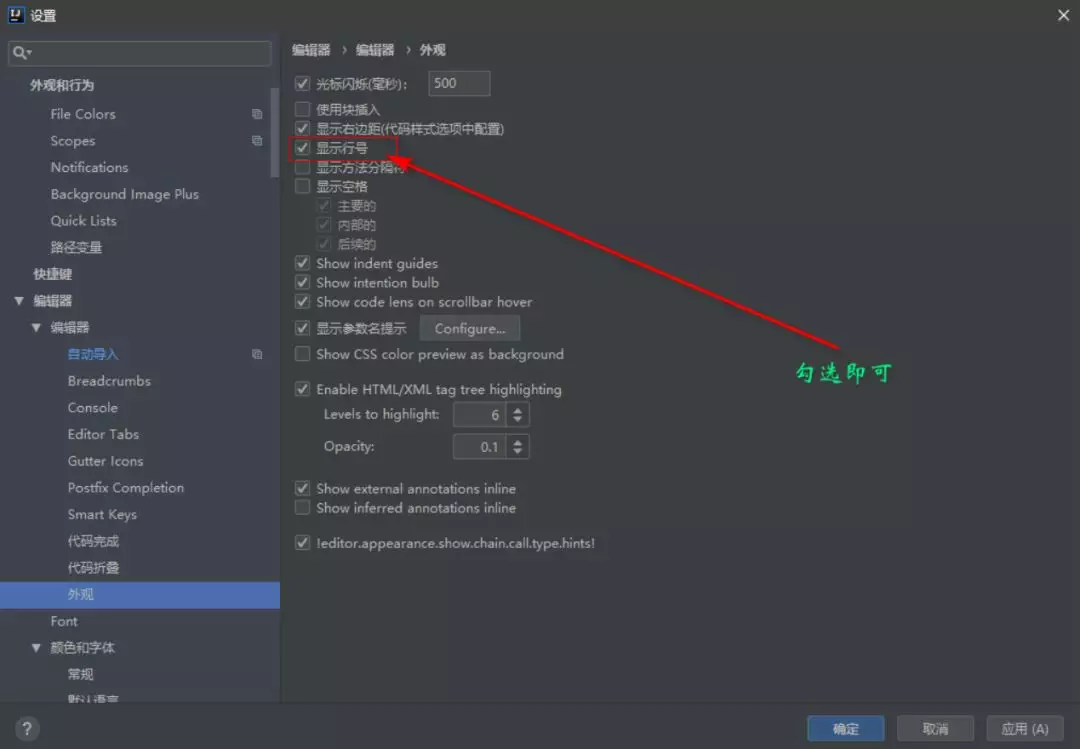 设置
外观和行为
File Colors
Scopes
Notifications
Background Image Plus
Quick Lists
路径变量
快捷键
编辑器
编辑器
自动导入
Breadcrumbs
Console
Editor Tabs
Gutter Icons
Postfix Completion
Smart Keys
代码完成
代码折叠
外观
Font
颜色和字体
常规
默认语言
编辑器 › 编辑器 › 外观
光标闪烁(毫秒): 500
使用块插入
显示右边距(代码样式选项中配置)
显示行号
显示方法分隔符
显示空格
主要的
内部的
后续的
Show indent guides
Show intention bulb
Show code lens on scrollbar hover
显示参数名提示 Configure...
Show CSS color preview as background
Enable HTML/XML tag tree highlighting
Levels to highlight: 6
Opacity: 0.1
Show external annotations inline
Show inferred annotations inline
!editor.appearance.show.chain.call.type.hints!
勾选即可
? 确定 取消 应用 (A)